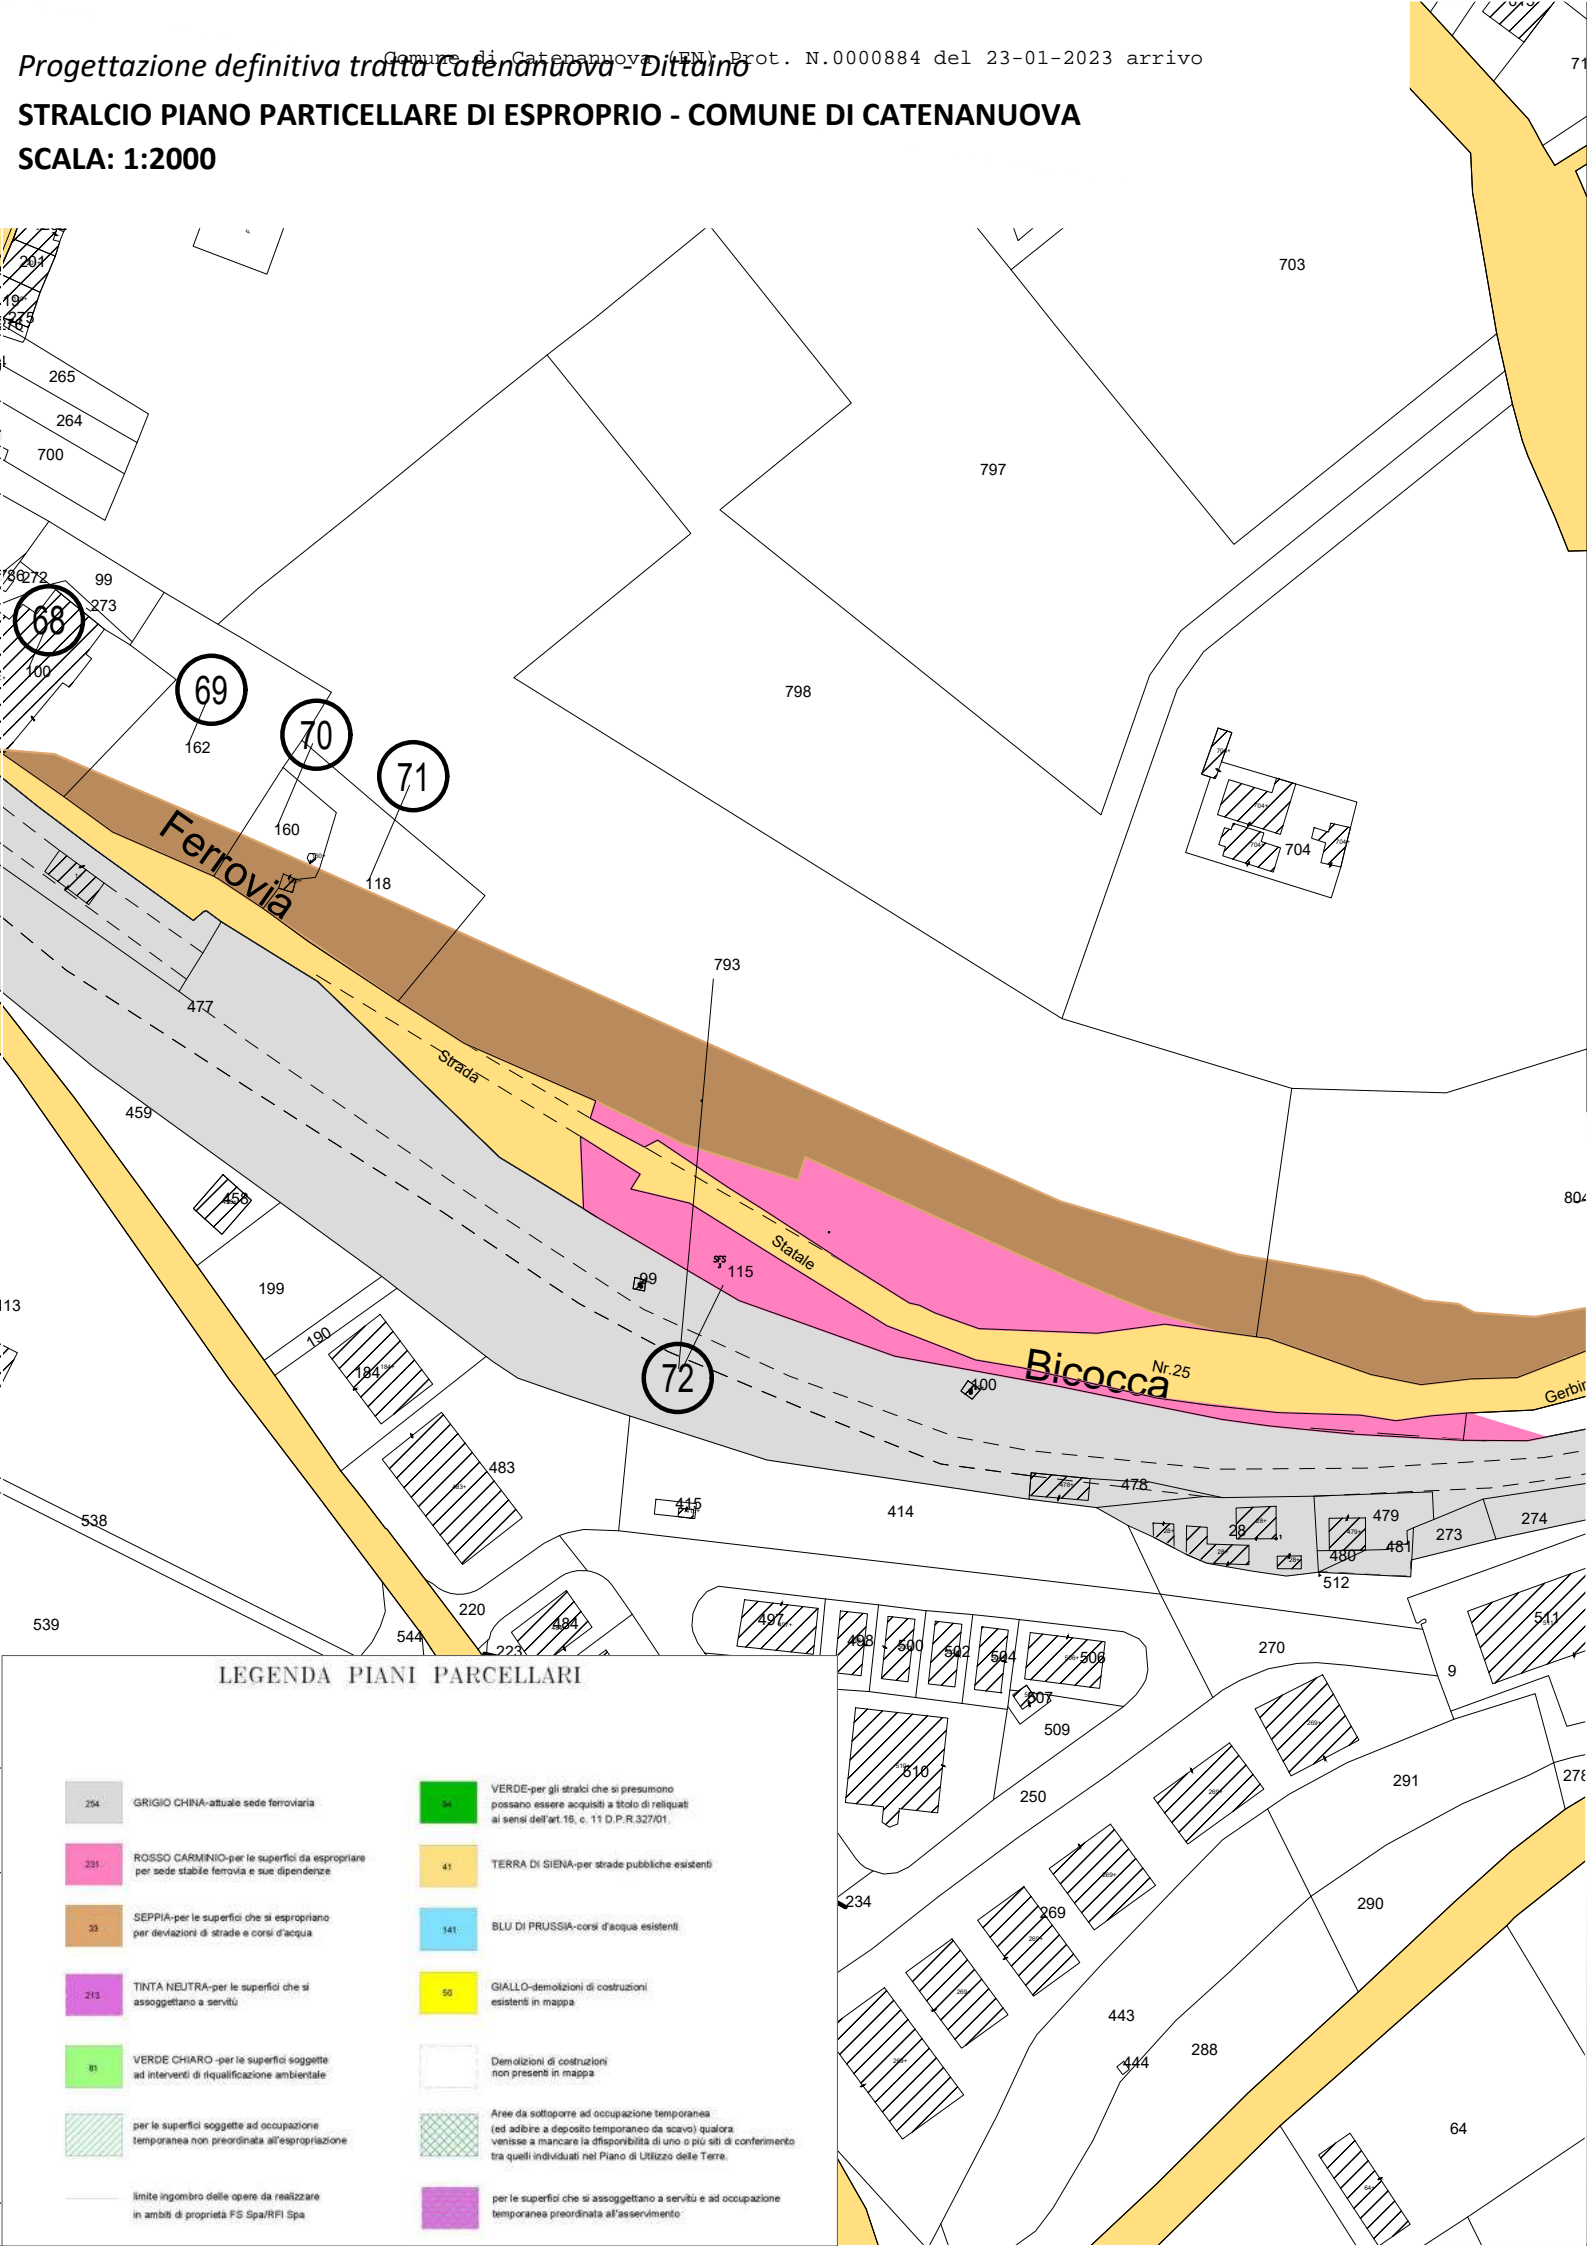 Comune di Catenanuova (EN) Prot. N.0000884 del 23-01-2023 arrivo
Progettazione definitiva tratta Catenanuova - Dittaino
STRALCIO PIANO PARTICELLARE DI ESPROPRIO - COMUNE DI CATENANUOVA
SCALA: 1:2000
703
201
275
265
264
700
797
272
99
273
68
100
69
162
70
71
160
118
798
704
Ferrovia
793
477
Strada
459
458
804
199
190
184
99
115
Statale
72
Bicocca
Nr.25
100
483
415
414
478
479
28
480
481
273
274
512
538
539
544
220
223
484
497
498
500
502
504
506
507
509
510
511
270
9
250
291
278
234
269
290
443
444
288
64
LEGENDA PIANI PARCELLARI
254
GRIGIO CHINA-attuale sede ferroviaria
231
ROSSO CARMINIO-per le superfici da espropriare
per sede stabile ferrovia e sue dipendenze
33
SEPPIA-per le superfici che si espropriano
per deviazioni di strade e corsi d'acqua
213
TINTA NEUTRA-per le superfici che si
assoggettano a servitù
81
VERDE CHIARO -per le superfici soggette
ad interventi di riqualificazione ambientale
per le superfici soggette ad occupazione
temporanea non preordinata all'espropriazione
limite ingombro delle opere da realizzare
in ambiti di proprietà FS Spa/RFI Spa
VERDE-per gli stralci che si presumono
possano essere acquisiti a titolo di reliquati
ai sensi dell'art.16, c. 11 D.P.R.327/01.
41
TERRA DI SIENA-per strade pubbliche esistenti
141
BLU DI PRUSSIA-corsi d'acqua esistenti
50
GIALLO-demolizioni di costruzioni
esistenti in mappa
Demolizioni di costruzioni
non presenti in mappa
Aree da sottoporre ad occupazione temporanea
(ed adibire a deposito temporaneo da scavo) qualora
venisse a mancare la dfisponibilità di uno o più siti di conferimento
tra quelli individuati nel Piano di Utilizzo delle Terre.
per le superfici che si assoggettano a servitù e ad occupazione
temporanea preordinata all'asservimento